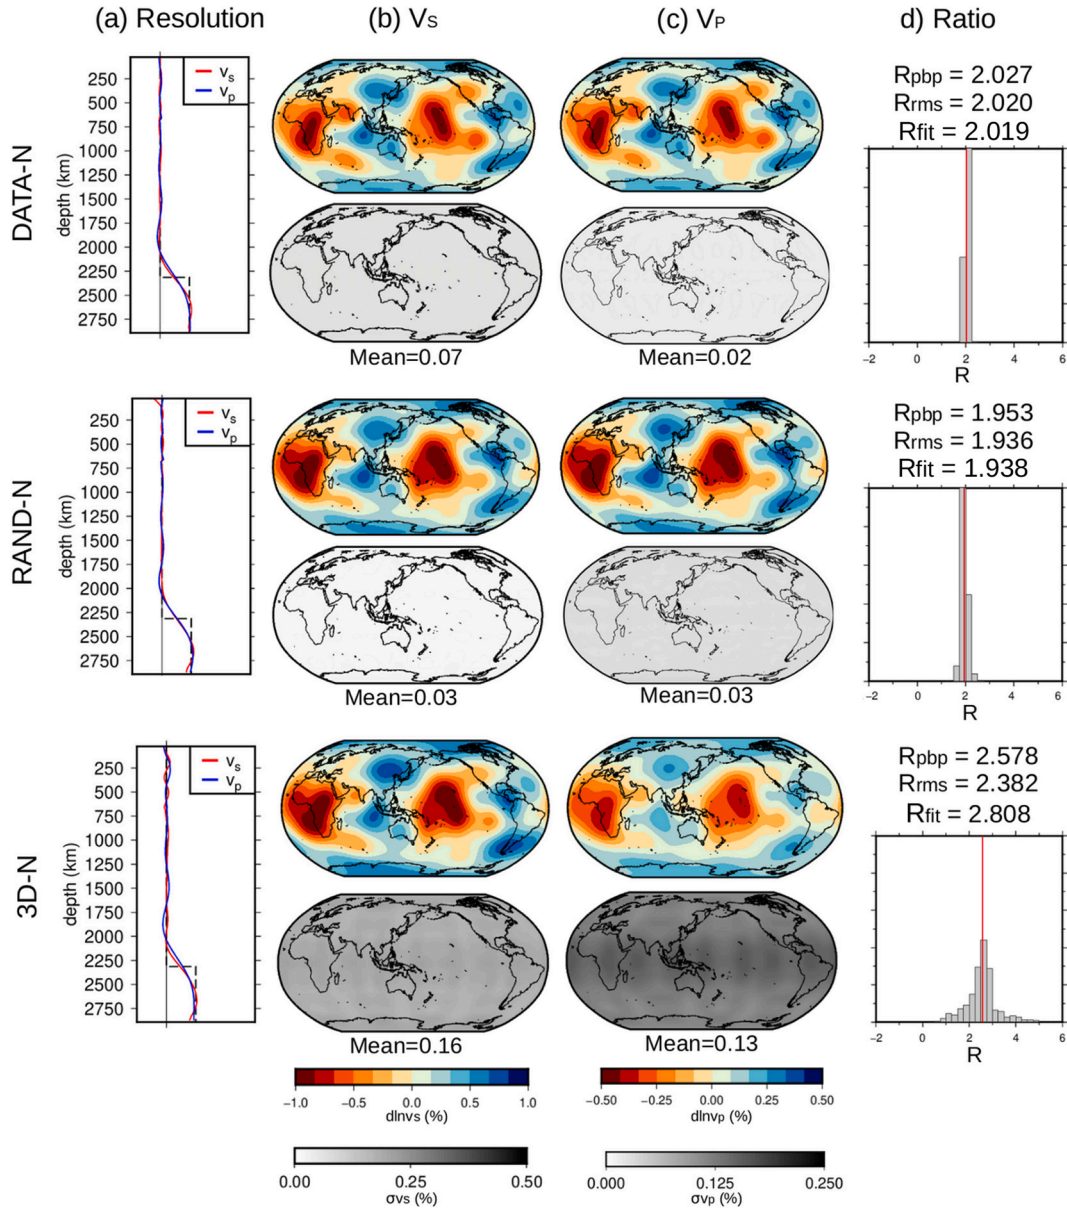 (a) Resolution (b) Vs (c) VP d) Ratio
DATA-N
depth (km)
250
500
750
1000
1250
1500
1750
2000
2250
2500
2750
vs
vp
Mean=0.07
Mean=0.02
Rpbp = 2.027
Rrms = 2.020
Rfit = 2.019
−2 0 2 4 6
R
RAND-N
depth (km)
250
500
750
1000
1250
1500
1750
2000
2250
2500
2750
vs
vp
Mean=0.03
Mean=0.03
Rpbp = 1.953
Rrms = 1.936
Rfit = 1.938
−2 0 2 4 6
R
3D-N
depth (km)
250
500
750
1000
1250
1500
1750
2000
2250
2500
2750
vs
vp
Mean=0.16
Mean=0.13
Rpbp = 2.578
Rrms = 2.382
Rfit = 2.808
−2 0 2 4 6
R
−1.0 −0.5 0.0 0.5 1.0
dlnvs (%)
−0.50 −0.25 0.00 0.25 0.50
dlnvp (%)
0.00 0.25 0.50
σvs (%)
0.000 0.125 0.250
σvp (%)